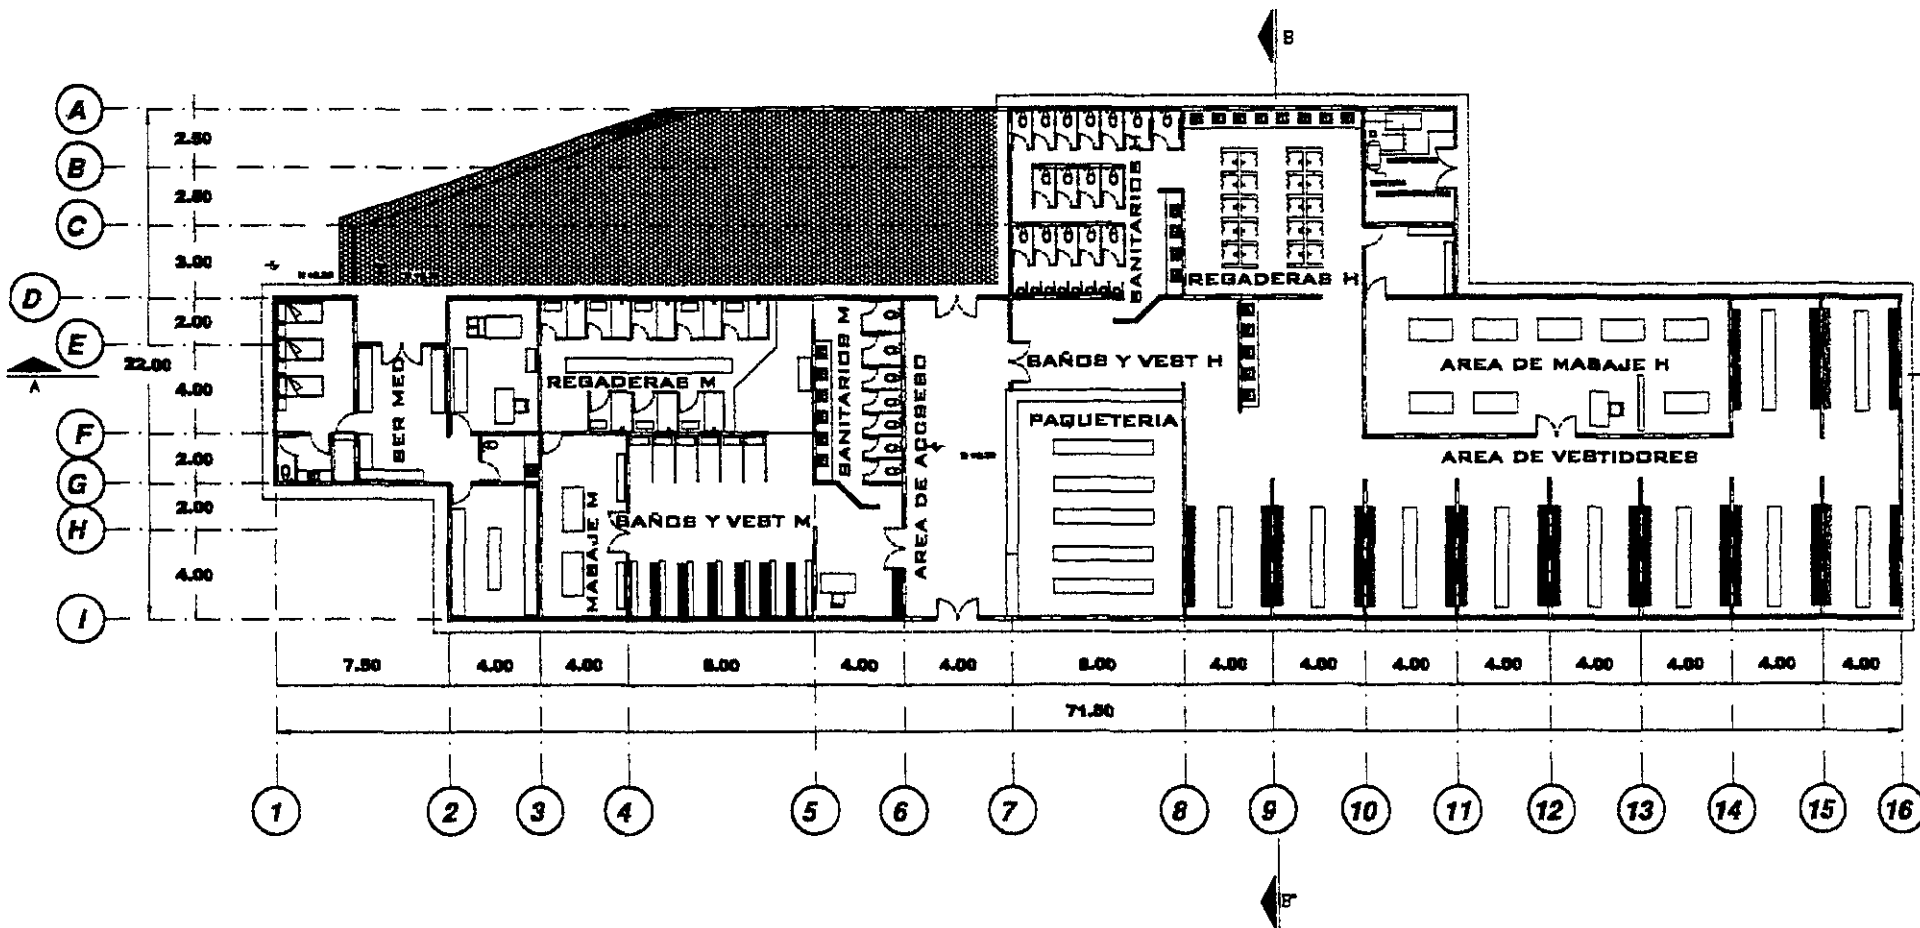 B
A
2.50
B
2.50
C
3.00
D
2.00
E
22.00
A
4.00
F
2.00
G
2.00
H
4.00
I
SANITARIOS H
REGADERAS H
SER MED
REGADERAS M
SANITARIOS M
AREA DE ACCSESO
BAÑOS Y VEST H
PAQUETERIA
AREA DE MASAJE H
AREA DE VESTIDORES
MASAJE M
BAÑOS Y VEST M
7.50 4.00 4.00 8.00 4.00 4.00 8.00 4.00 4.00 4.00 4.00 4.00 4.00 4.00 4.00
71.50
1 2 3 4 5 6 7 8 9 10 11 12 13 14 15 16
B'